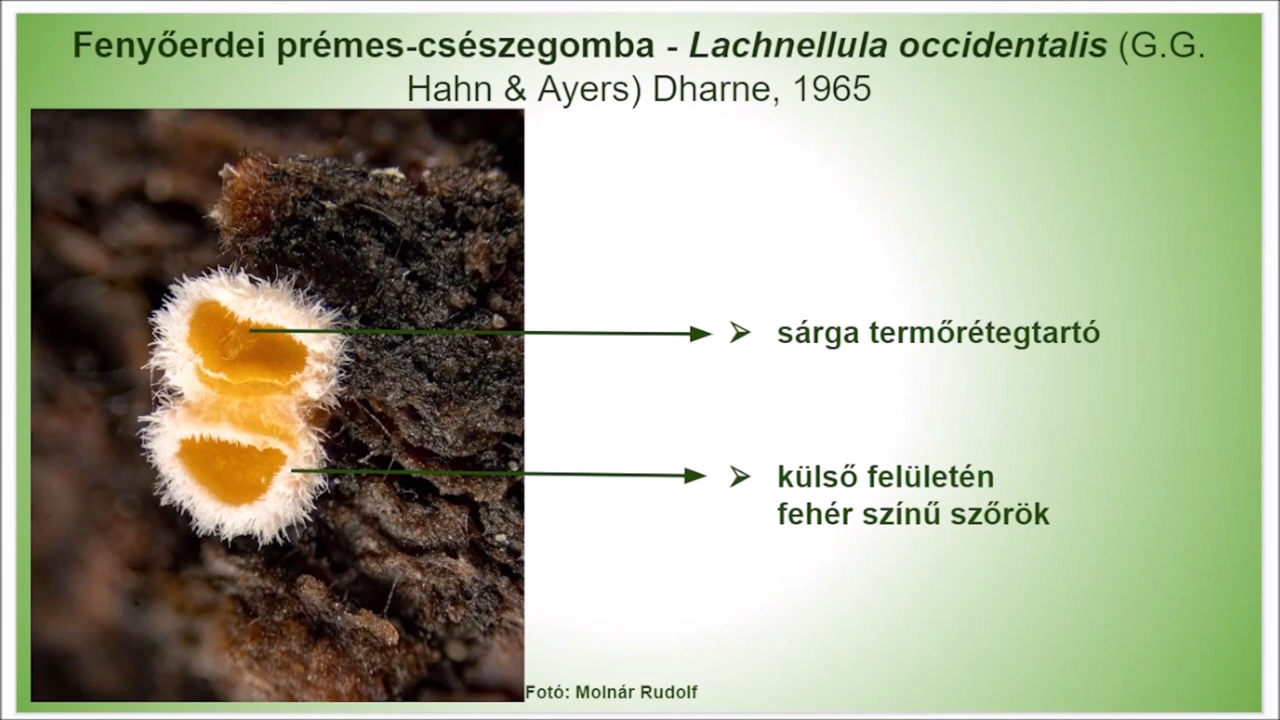 Fenyőerdei prémes-csészegomba - Lachnellula occidentalis (G.G.
Hahn & Ayers) Dharne, 1965
sárga termőrétegtartó
külső felületén
fehér színű szőrök
Fotó: Molnár Rudolf